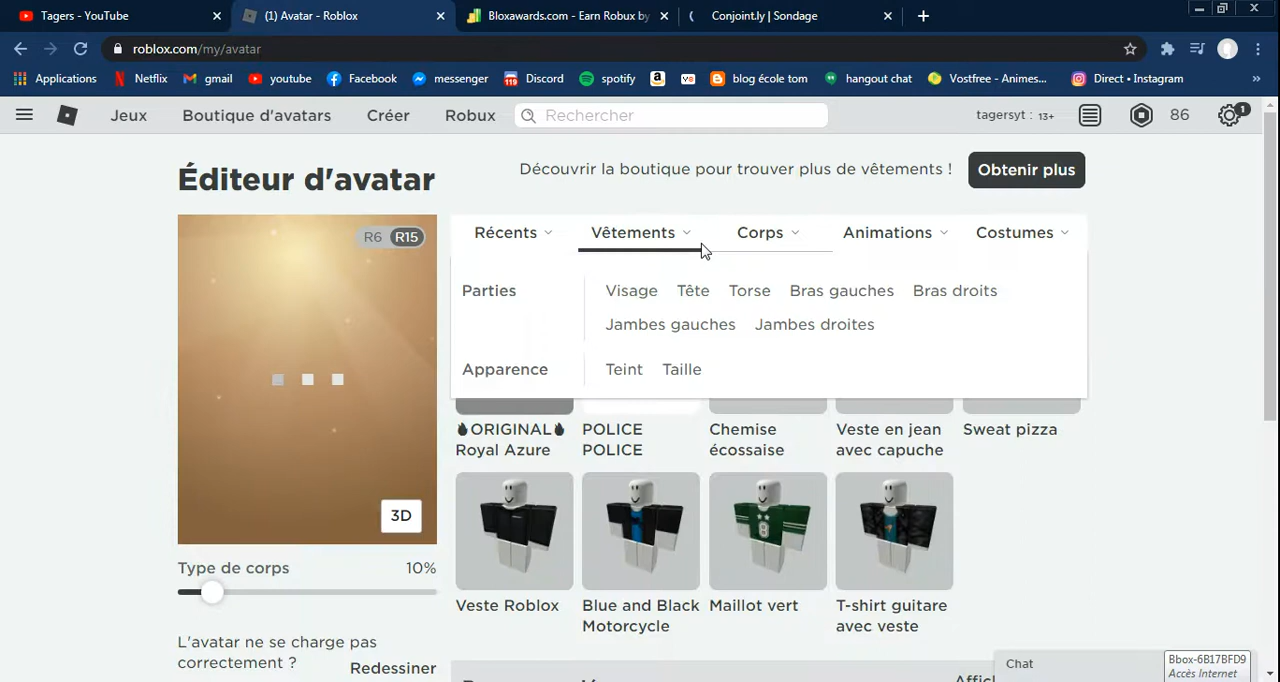 Tagers - YouTube
(1) Avatar - Roblox
Bloxawards.com - Earn Robux by
Conjoint.ly | Sondage
roblox.com/my/avatar
Applications
Netflix
gmail
youtube
Facebook
messenger
119
Discord
spotify
blog école tom
hangout chat
Vostfree - Animes...
Direct • Instagram
»
Jeux
Boutique d'avatars
Créer
Robux
Rechercher
tagersyt : 13+
86
1
Éditeur d'avatar
Découvrir la boutique pour trouver plus de vêtements !
Obtenir plus
R6 R15
Récents
Vêtements
Corps
Animations
Costumes
Parties
Visage Tête Torse Bras gauches Bras droits
Jambes gauches Jambes droites
Apparence
Teint Taille
🔥ORIGINAL🔥
Royal Azure
POLICE
POLICE
Chemise
écossaise
Veste en jean
avec capuche
Sweat pizza
3D
Type de corps 10%
Veste Roblox
Blue and Black
Motorcycle
Maillot vert
T-shirt guitare
avec veste
L'avatar ne se charge pas
correctement ?
Redessiner
Chat
Bbox-6B17BFD9
Accès Internet